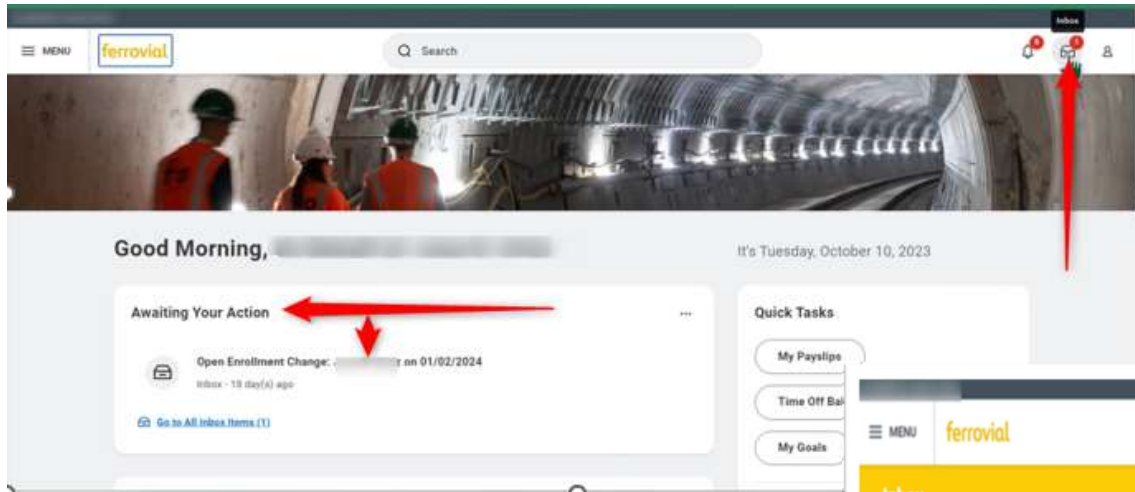 Inbox
MENU
ferrovial
Search
Good Morning,
It's Tuesday, October 10, 2023
Awaiting Your Action
Open Enrollment Change:
on 01/02/2024
Inbox - 18 day(s) ago
Go to All Inbox Items (1)
Quick Tasks
My Payslips
Time Off Bal
My Goals
MENU
ferrovial